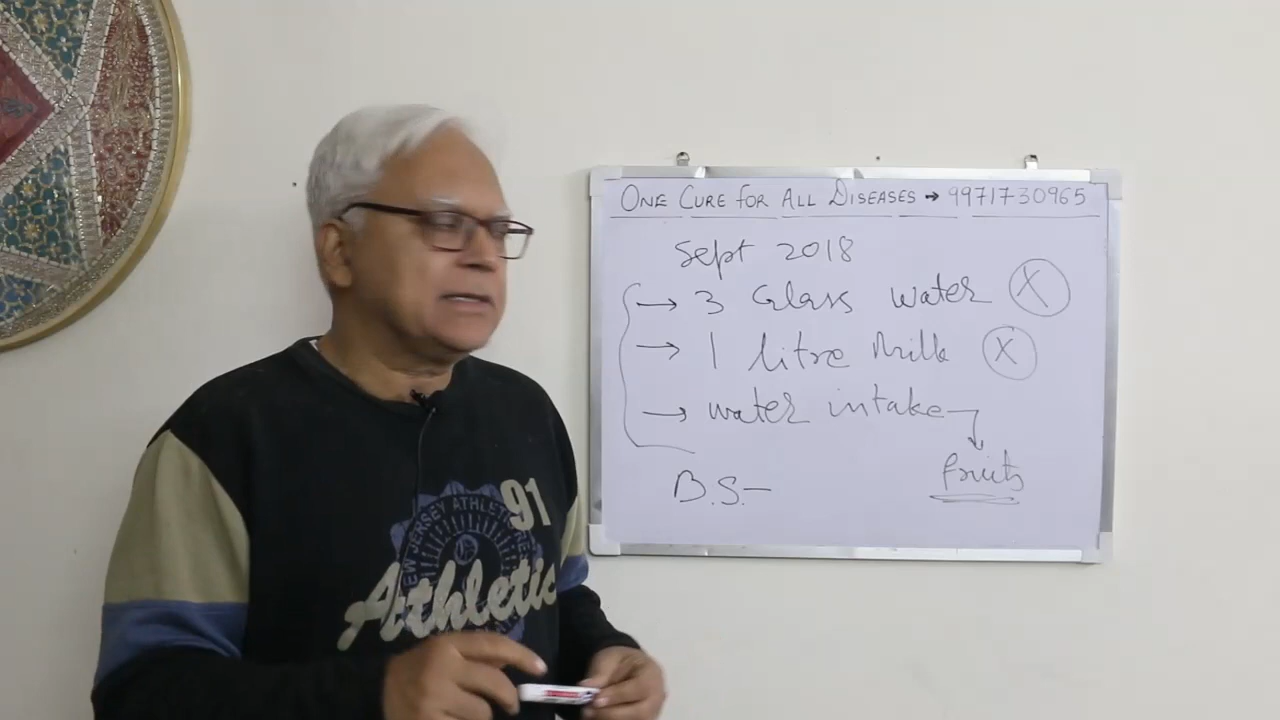 ONE CURE FOR ALL DISEASES → 9971730965
Sept 2018
→ 3 Glass water X
→ 1 litre Milk X
→ water intake
Fruits
B.S.-
91
NEW JERSEY ATHLETIC
Athletic